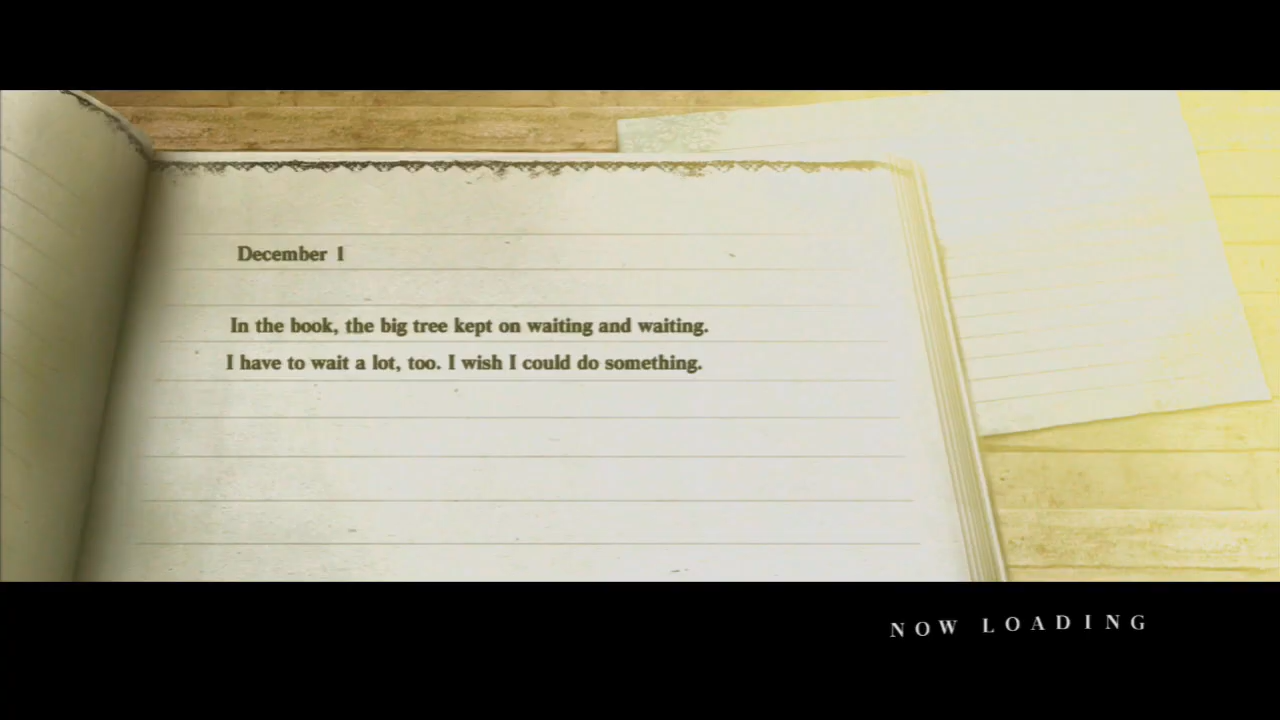 December 1
In the book, the big tree kept on waiting and waiting.
I have to wait a lot, too. I wish I could do something.
NOW LOADING